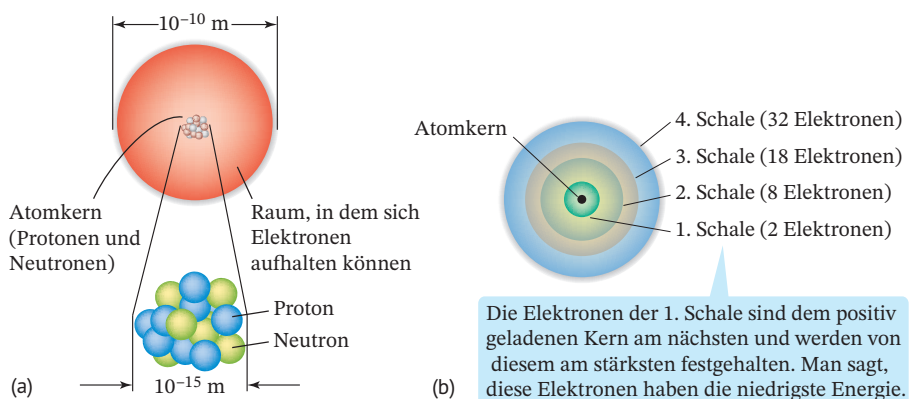 10⁻¹⁰ m
Atomkern
(Protonen und
Neutronen)
Raum, in dem sich
Elektronen
aufhalten können
Proton
Neutron
(a)
10⁻¹⁵ m
Atomkern
4. Schale (32 Elektronen)
3. Schale (18 Elektronen)
2. Schale (8 Elektronen)
1. Schale (2 Elektronen)
Die Elektronen der 1. Schale sind dem positiv
geladenen Kern am nächsten und werden von
diesem am stärksten festgehalten. Man sagt,
diese Elektronen haben die niedrigste Energie.
(b)